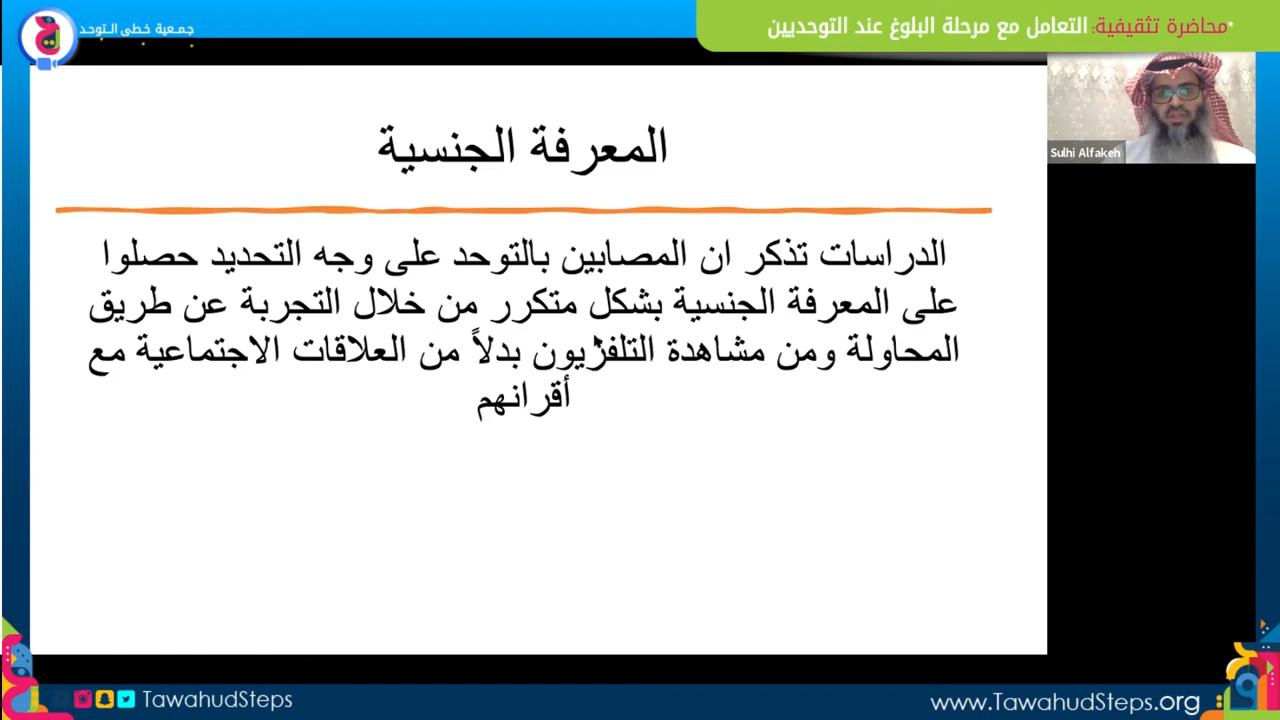 •محاضرة تثقيفية: التعامل مع مرحلة البلوغ عند التوحديين
جمعية خطى التوحد
Sulhi Alfakeh
المعرفة الجنسية
الدراسات تذكر ان المصابين بالتوحد على وجه التحديد حصلوا
على المعرفة الجنسية بشكل متكرر من خلال التجربة عن طريق
المحاولة ومن مشاهدة التلفزيون بدلاً من العلاقات الاجتماعية مع
أقرانهم
TawahudSteps
www.TawahudSteps.org